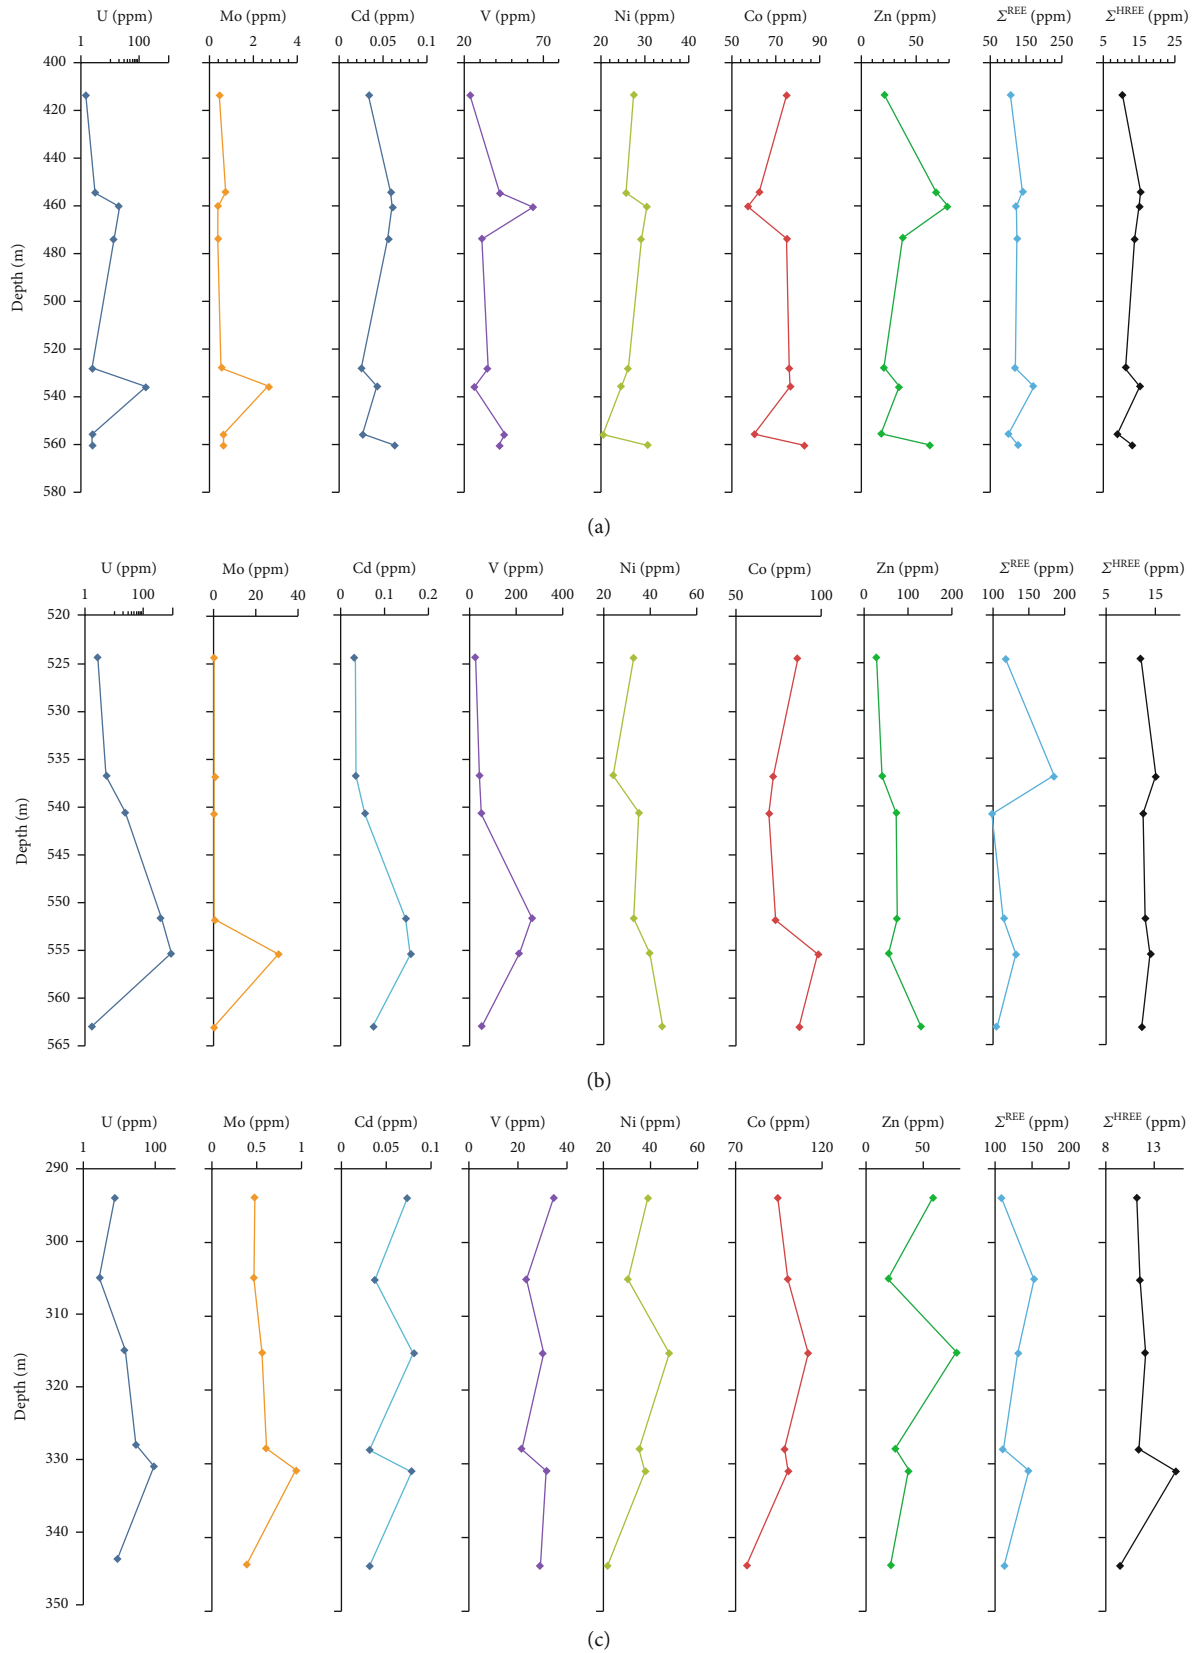 U (ppm) Mo (ppm) Cd (ppm) V (ppm) Ni (ppm) Co (ppm) Zn (ppm) Σ^REE (ppm) Σ^HREE (ppm)
1 100 0 2 4 0 0.05 0.1 20 70 20 30 40 50 70 90 0 50 50 150 250 5 15 25
400
420
440
460
480
500
520
540
560
580
Depth (m)
(a)
U (ppm) Mo (ppm) Cd (ppm) V (ppm) Ni (ppm) Co (ppm) Zn (ppm) Σ^REE (ppm) Σ^HREE (ppm)
1 100 0 20 40 0 0.1 0.2 0 200 400 20 40 60 50 100 0 100 200 100 150 200 5 15
520
525
530
535
540
545
550
555
560
565
Depth (m)
(b)
U (ppm) Mo (ppm) Cd (ppm) V (ppm) Ni (ppm) Co (ppm) Zn (ppm) Σ^REE (ppm) Σ^HREE (ppm)
1 100 0 0.5 1 0 0.05 0.1 0 20 40 20 40 60 70 120 0 50 100 150 200 8 13
290
300
310
320
330
340
350
Depth (m)
(c)